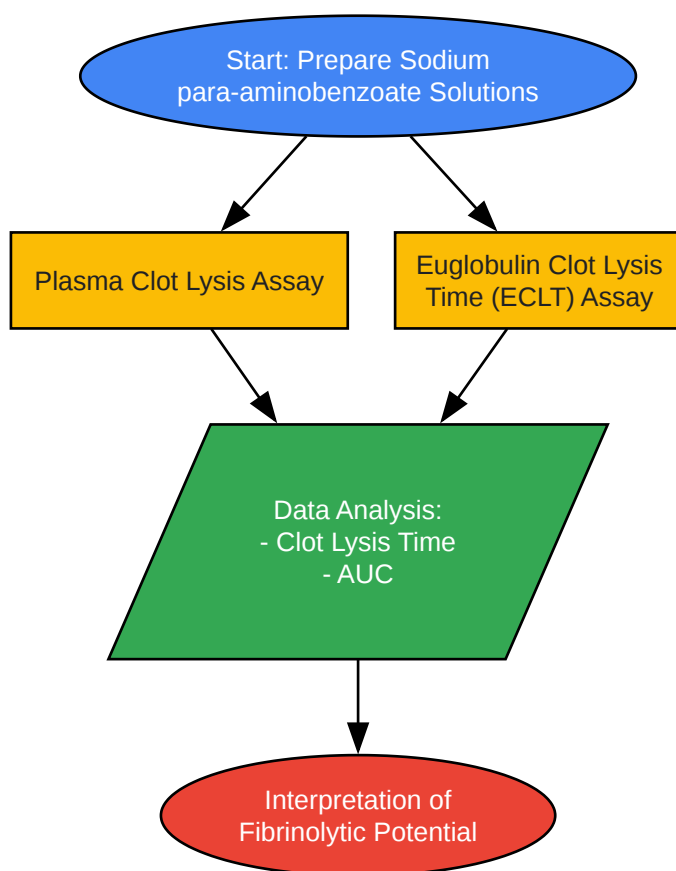 Start: Prepare Sodium
para-aminobenzoate Solutions
Plasma Clot Lysis Assay
Euglobulin Clot Lysis
Time (ECLT) Assay
Data Analysis:
- Clot Lysis Time
- AUC
Interpretation of
Fibrinolytic Potential